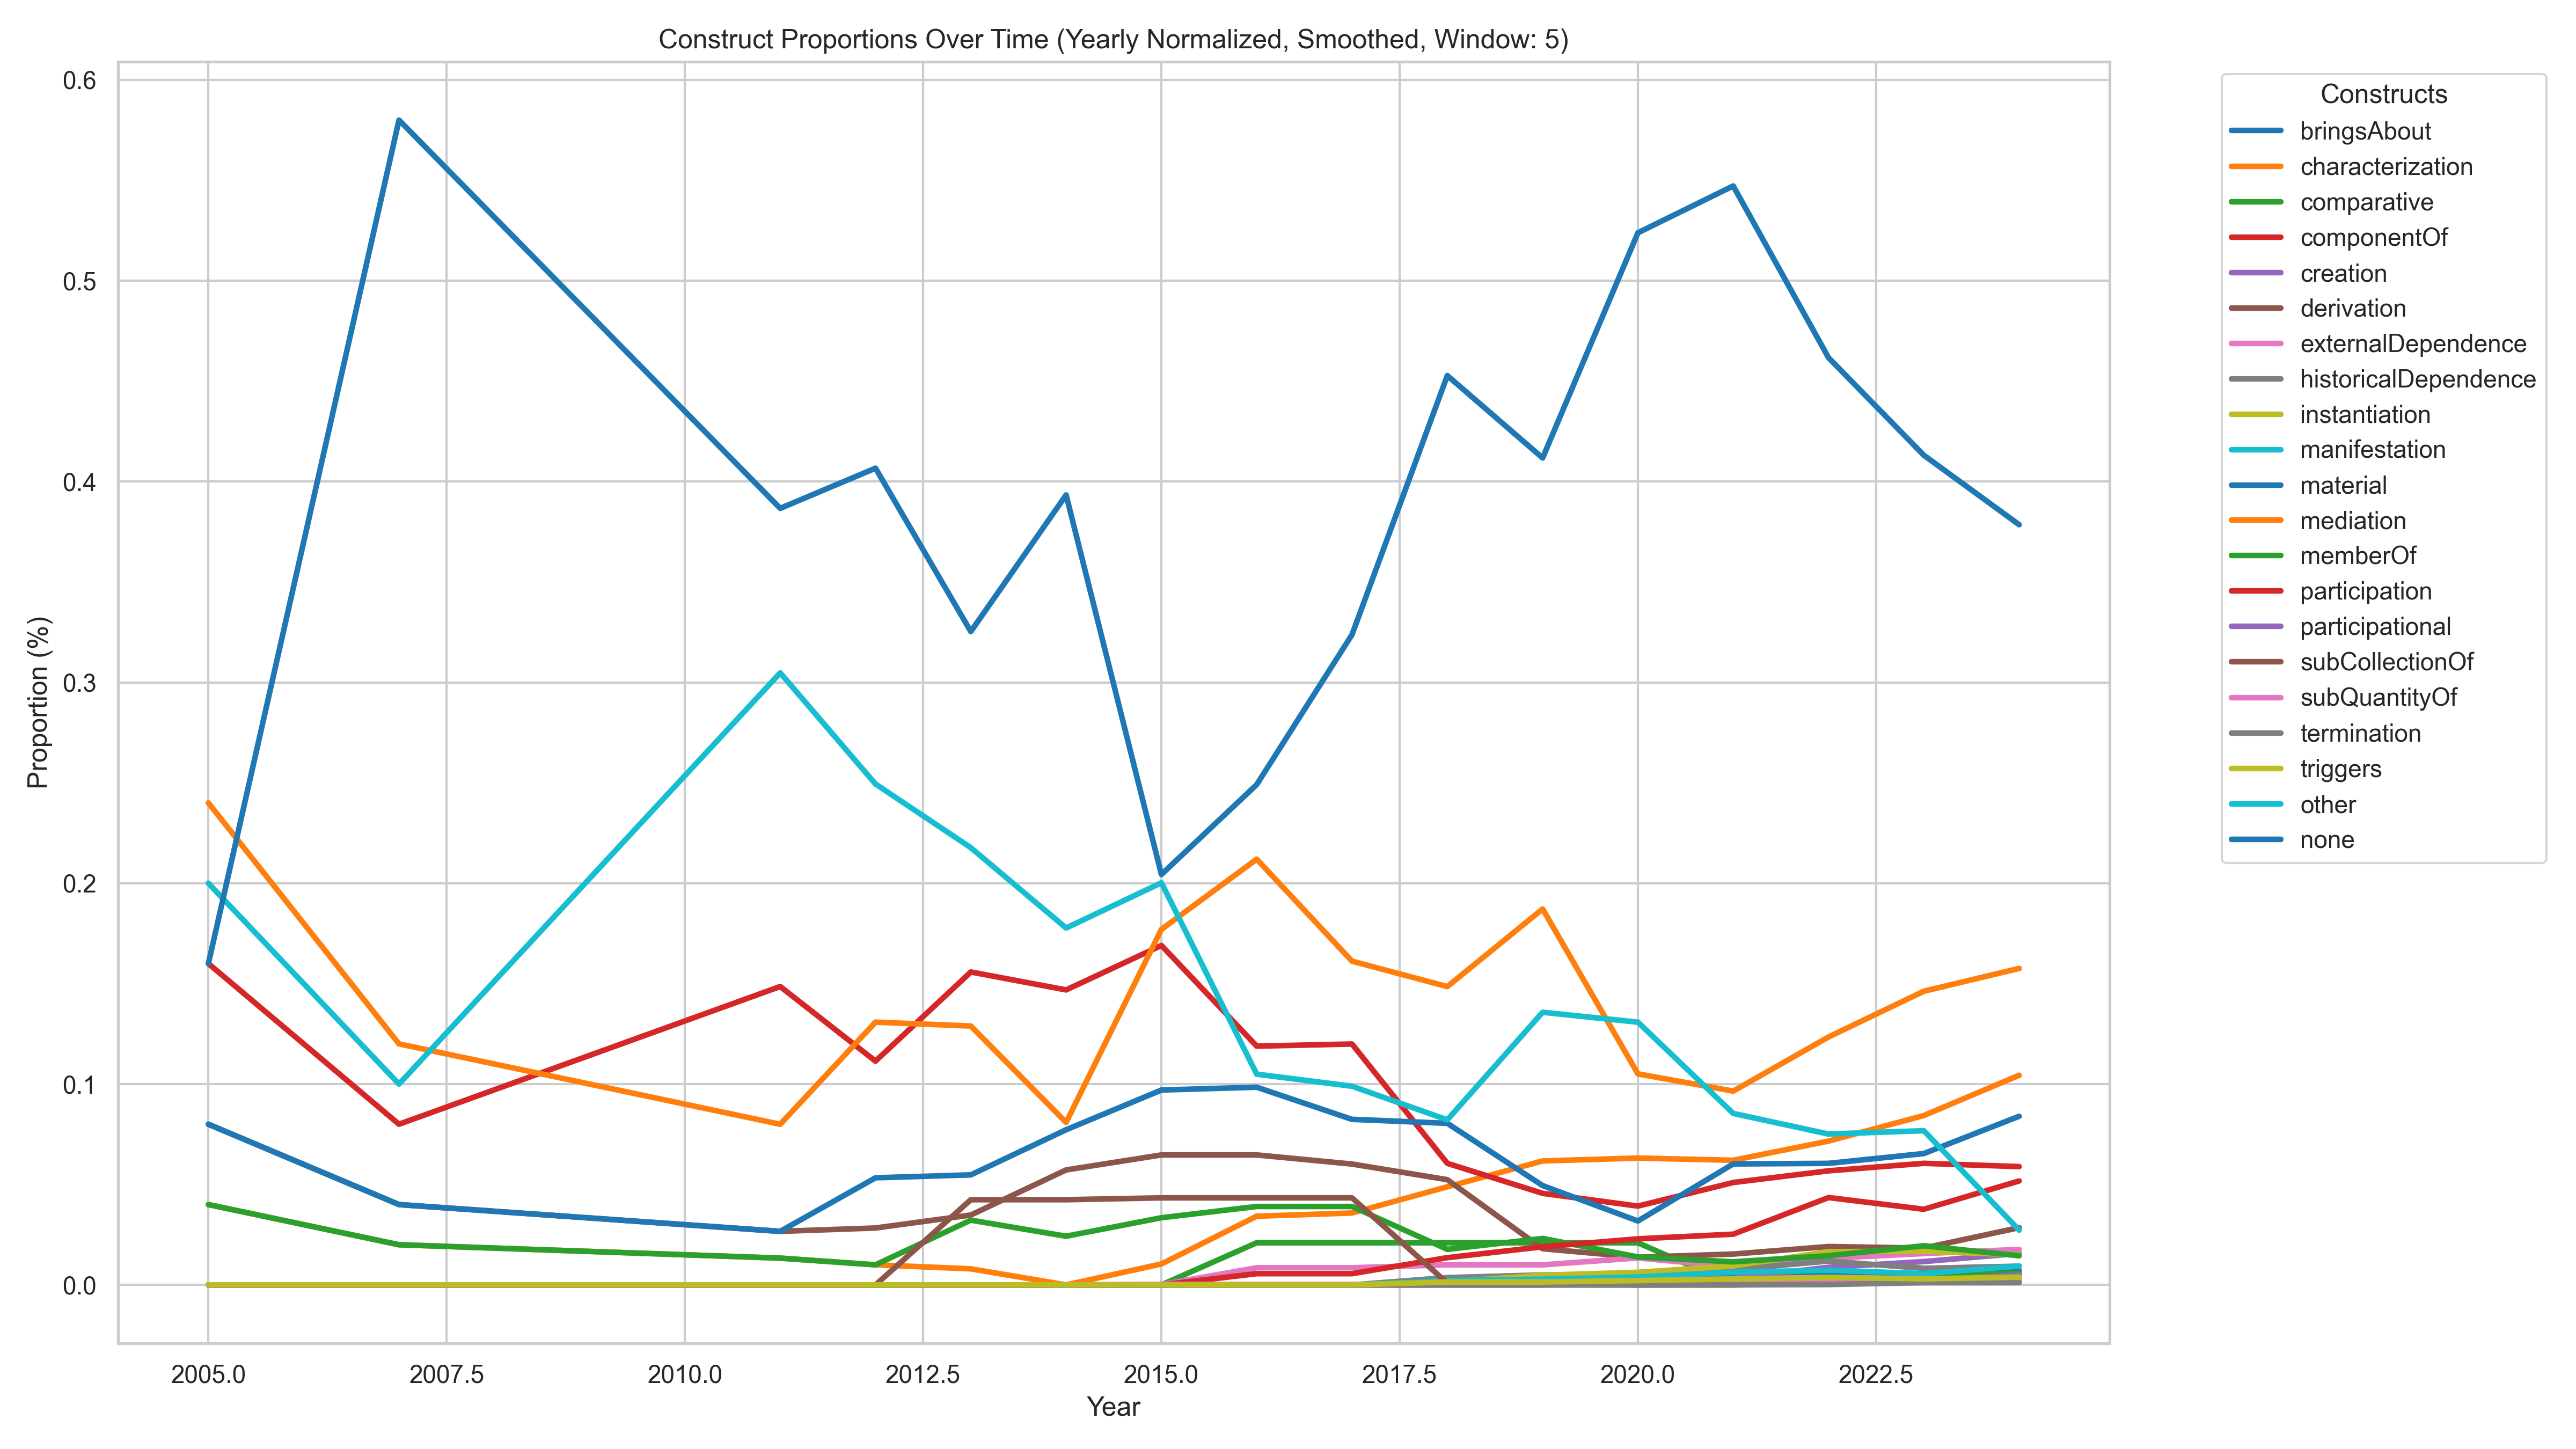 Construct Proportions Over Time (Yearly Normalized, Smoothed, Window: 5)
Proportion (%)
0.6
0.5
0.4
0.3
0.2
0.1
0.0
2005.0
2007.5
2010.0
2012.5
2015.0
2017.5
2020.0
2022.5
Year
Constructs
bringsAbout
characterization
comparative
componentOf
creation
derivation
externalDependence
historicalDependence
instantiation
manifestation
material
mediation
memberOf
participation
participational
subCollectionOf
subQuantityOf
termination
triggers
other
none